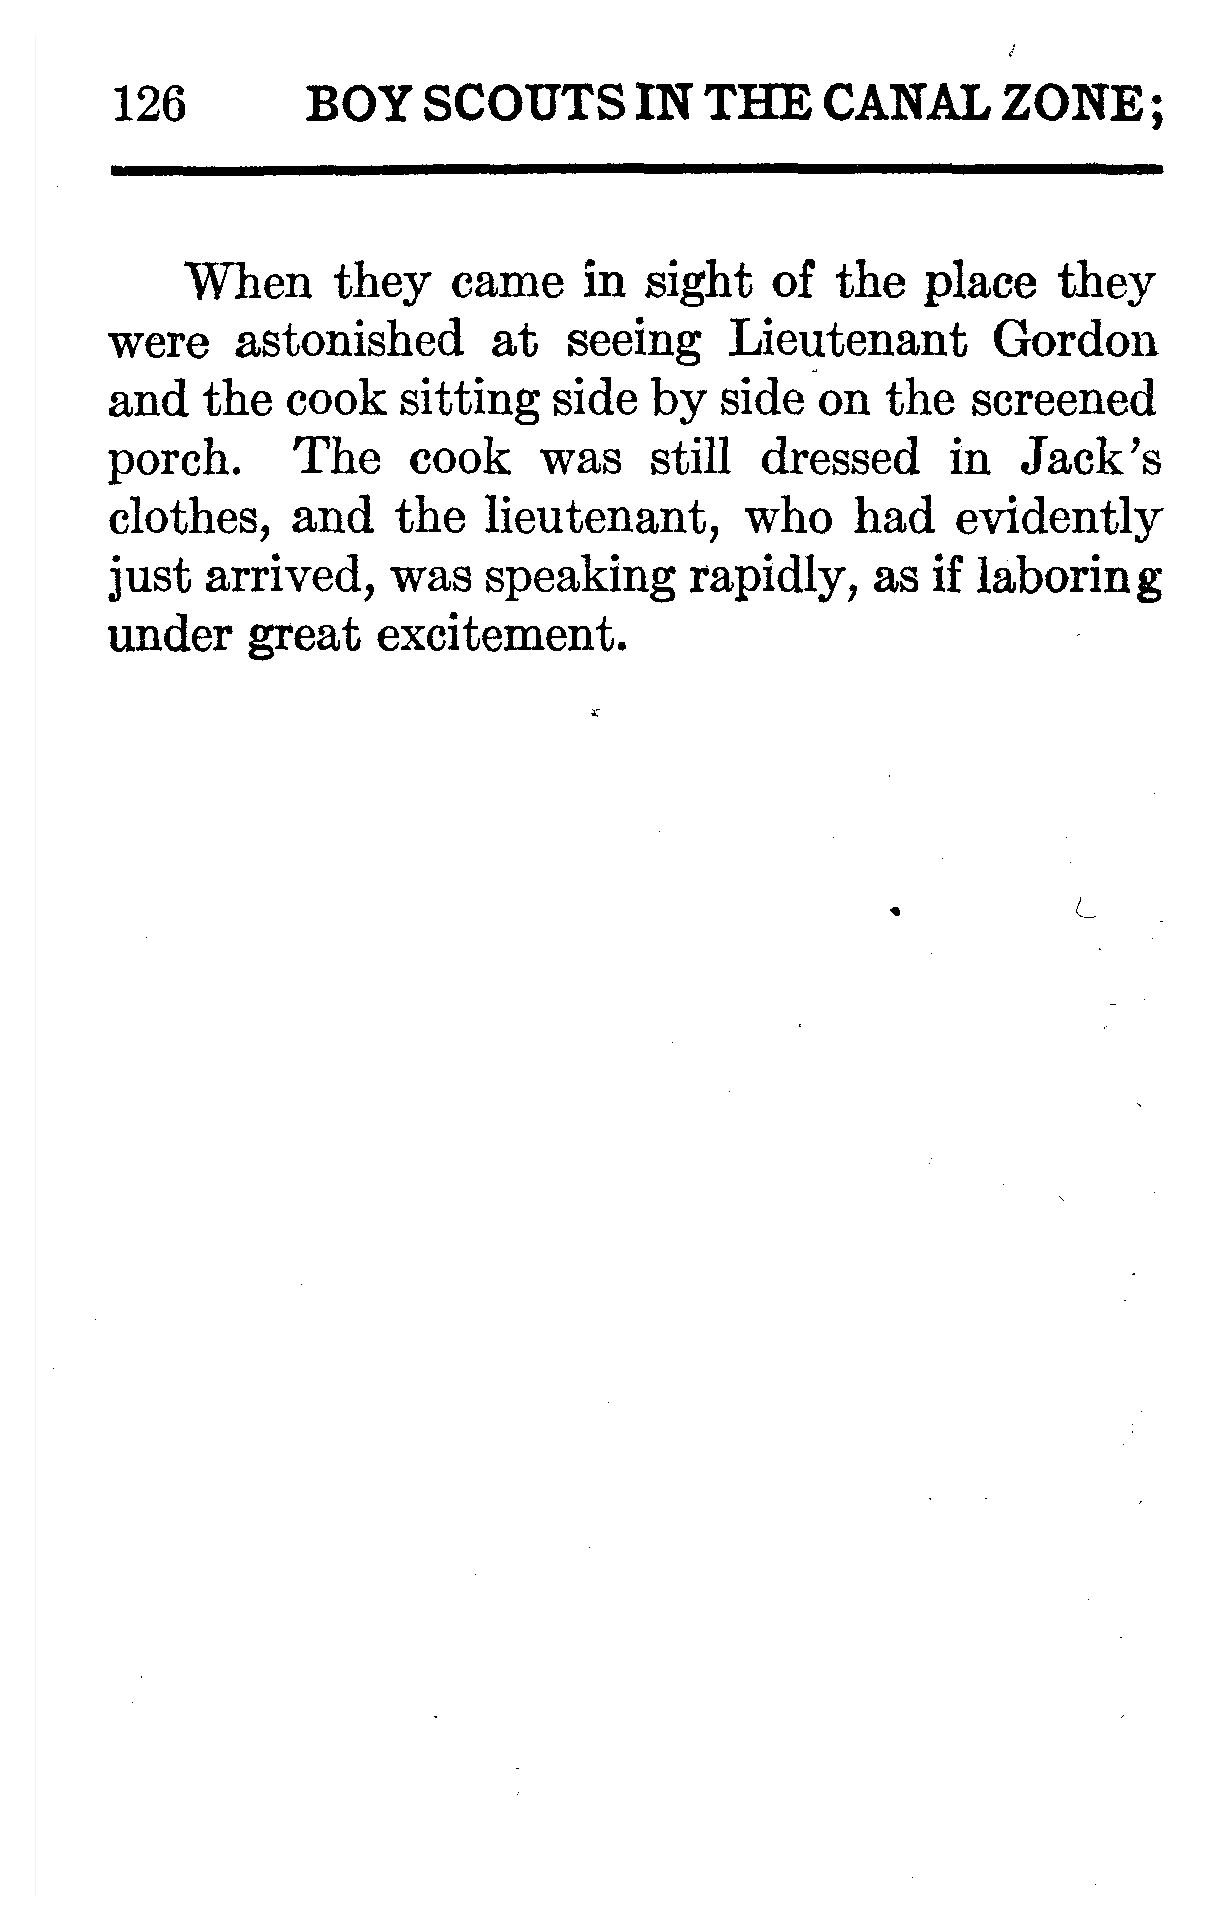 126 BOY SCOUTS IN THE CANAL ZONE;
When they came in sight of the place they
were astonished at seeing Lieutenant Gordon
and the cook sitting side by side on the screened
porch. The cook was still dressed in Jack's
clothes, and the lieutenant, who had evidently
just arrived, was speaking rapidly, as if laboring
under great excitement.